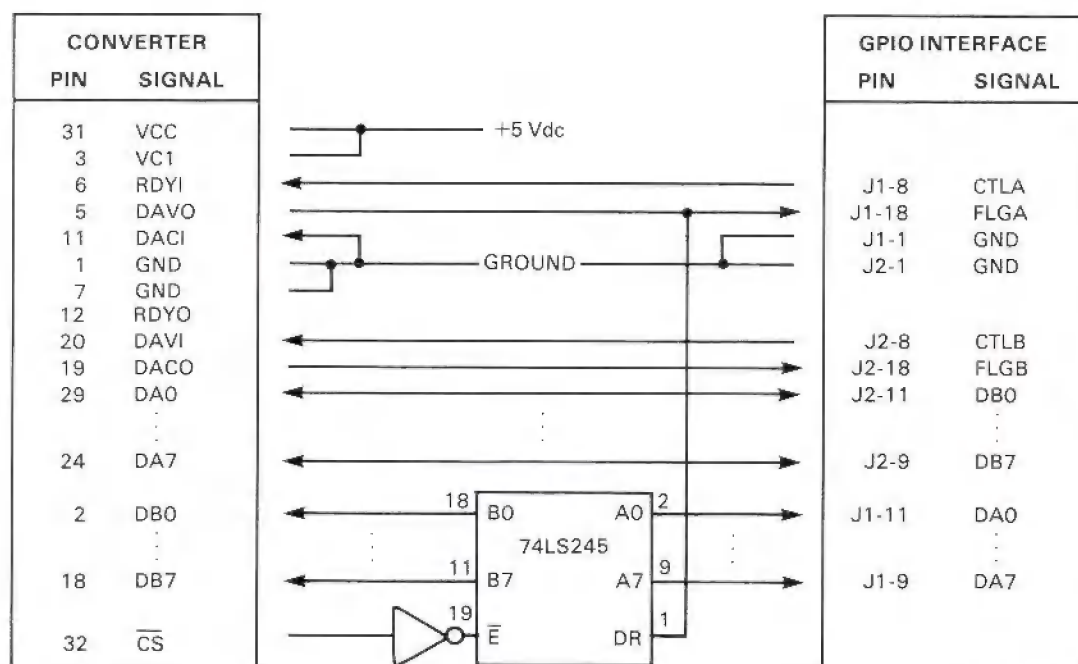 CONVERTER GPIO INTERFACE
PIN SIGNAL PIN SIGNAL
31 VCC +5 Vdc
3 VC1
6 RDYI J1-8 CTLA
5 DAVO J1-18 FLGA
11 DACI J1-1 GND
1 GND GROUND J2-1 GND
7 GND
12 RDYO
20 DAVI J2-8 CTLB
19 DACO J2-18 FLGB
29 DA0 J2-11 DB0
24 DA7 J2-9 DB7
2 DB0 18 B0 A0 2 J1-11 DA0
74LS245
18 DB7 11 B7 A7 9 J1-9 DA7
32 C̅S̅ 19 E̅ DR 1